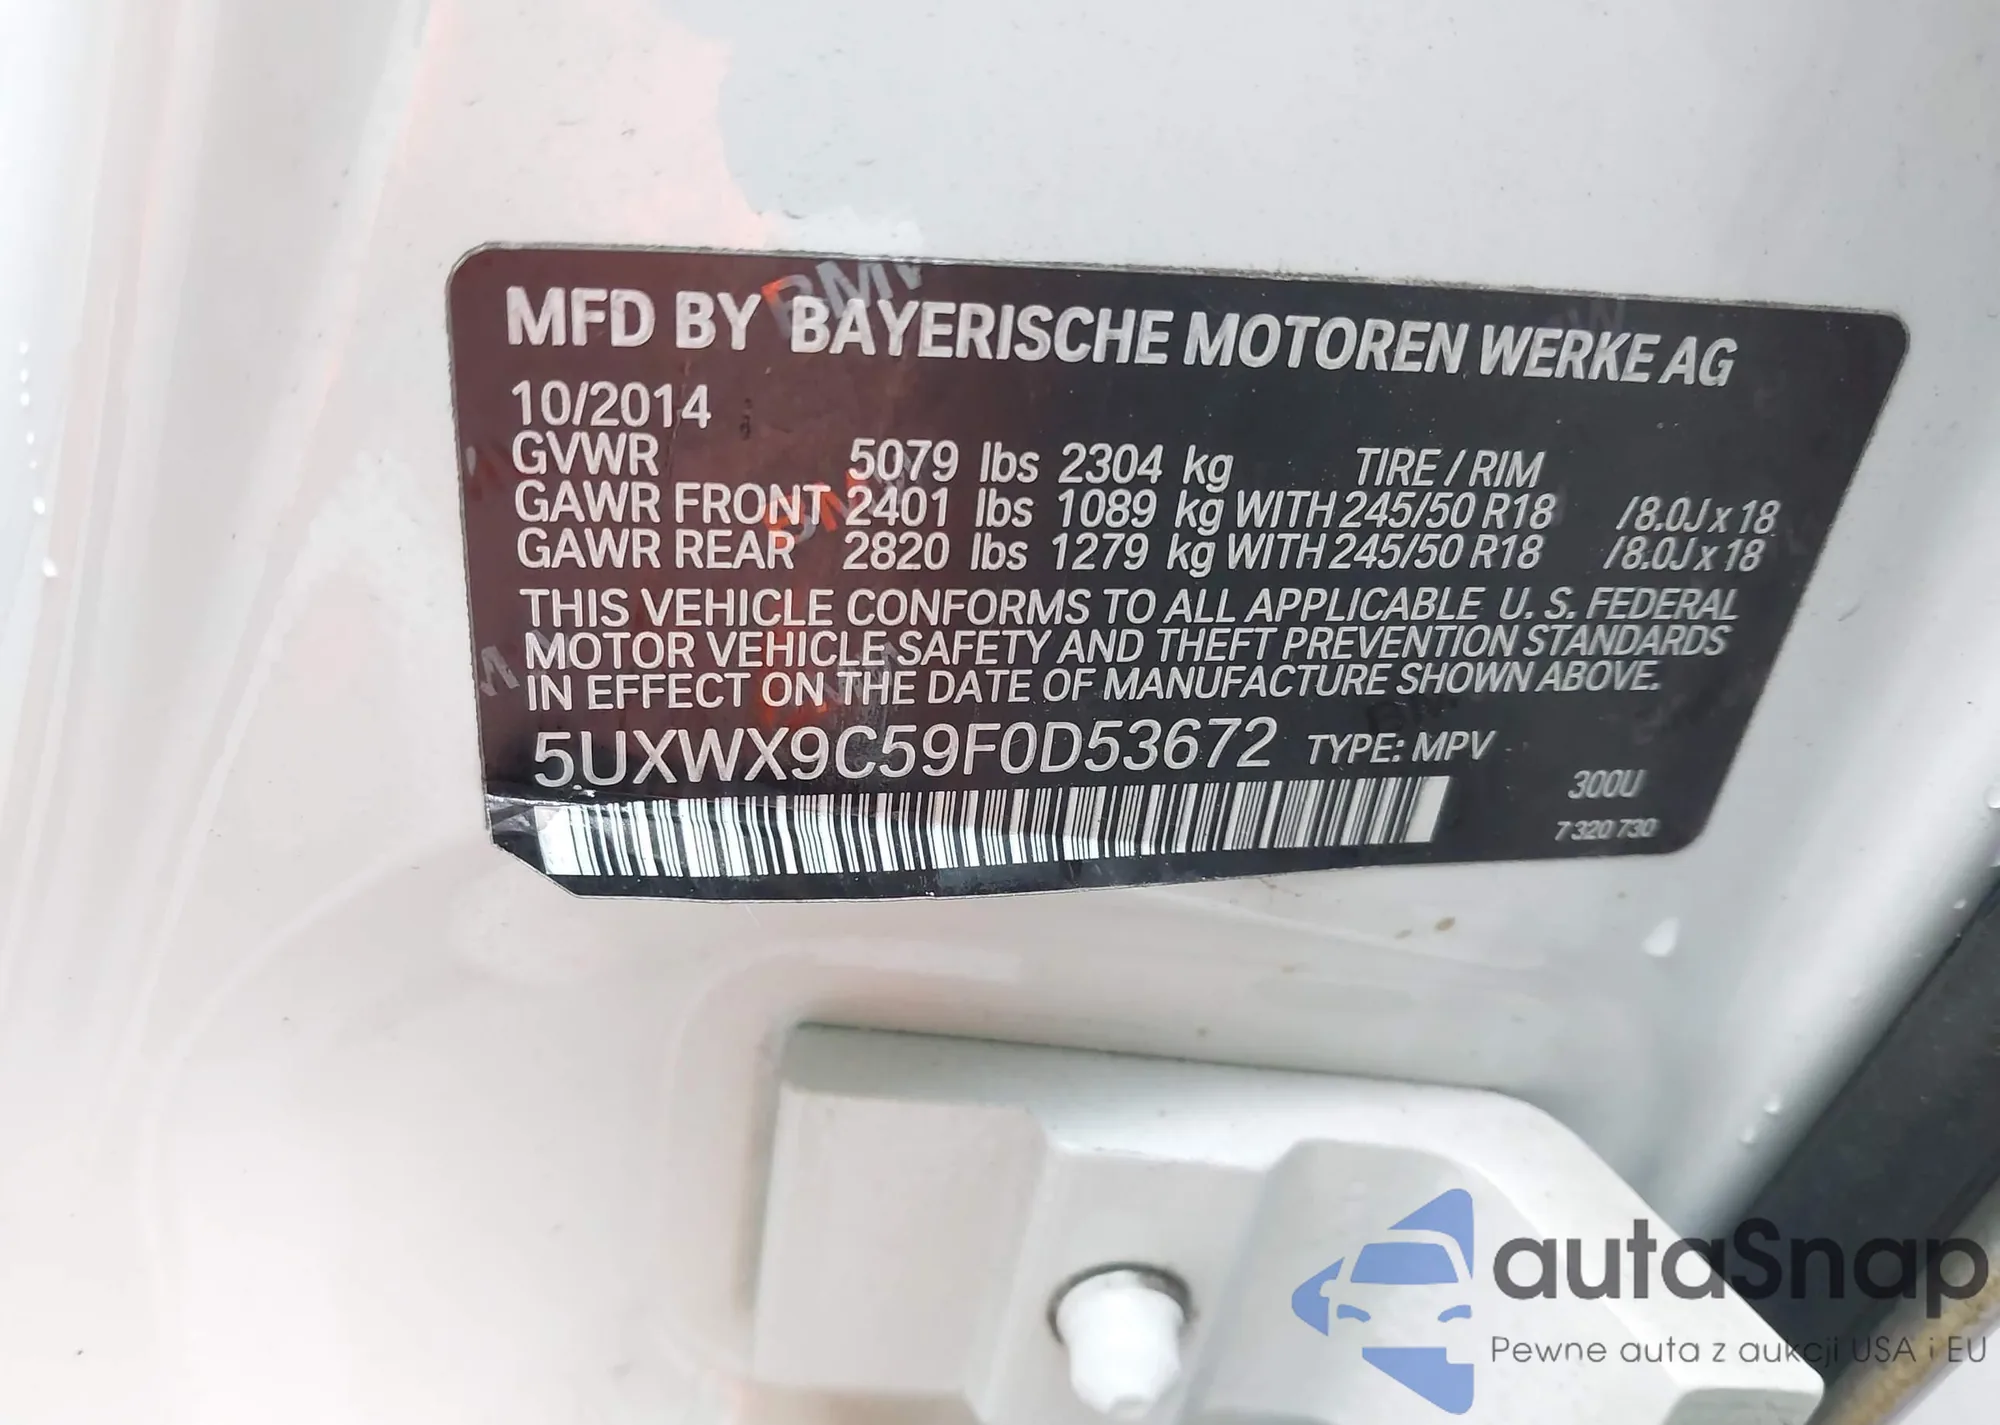 MFD BY BAYERISCHE MOTOREN WERKE AG
10/2014
GVWR 5079 lbs 2304 kg TIRE / RIM
GAWR FRONT 2401 lbs 1089 kg WITH 245/50 R18 /8.0J x 18
GAWR REAR 2820 lbs 1279 kg WITH 245/50 R18 /8.0J x 18
THIS VEHICLE CONFORMS TO ALL APPLICABLE U. S. FEDERAL
MOTOR VEHICLE SAFETY AND THEFT PREVENTION STANDARDS
IN EFFECT ON THE DATE OF MANUFACTURE SHOWN ABOVE.
5UXWX9C59F0D53672 TYPE: MPV
300U
7 320 730
autaSnap
Pewne auta z aukcji USA i EU